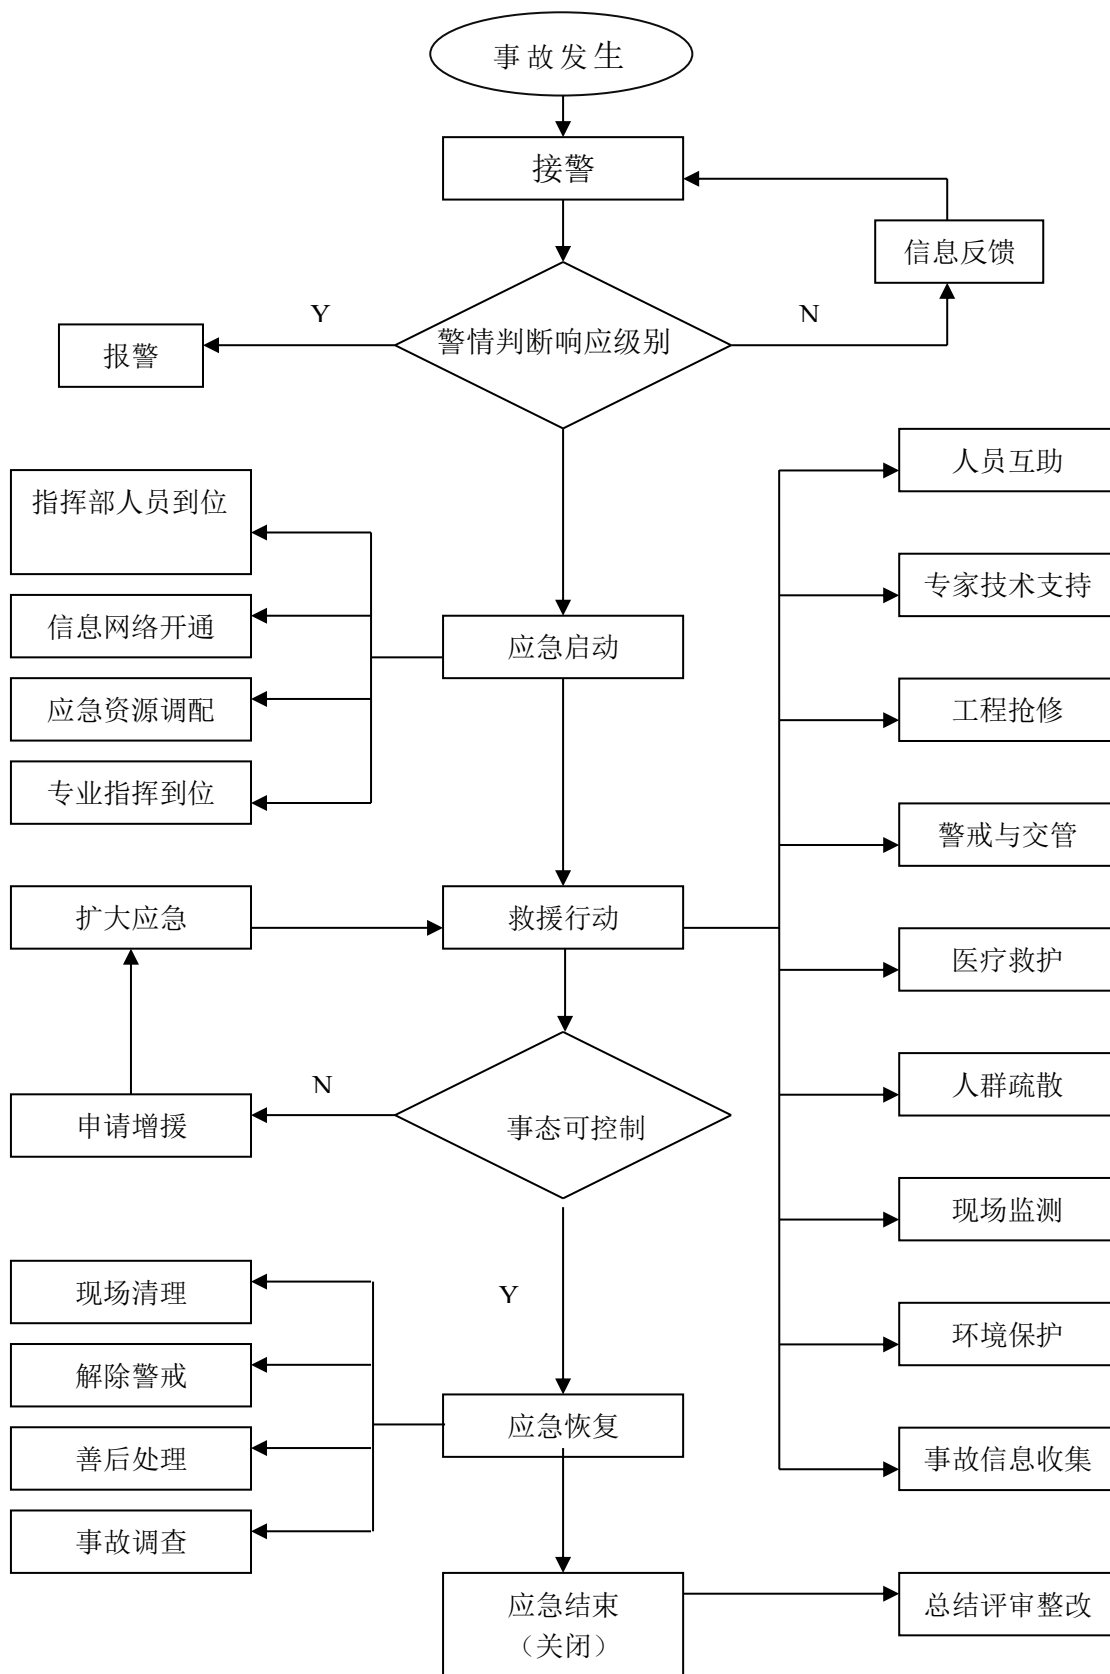 事故发生
接警
信息反馈
Y
N
警情判断响应级别
报警
人员互助
指挥部人员到位
专家技术支持
信息网络开通
应急启动
应急资源调配
工程抢修
专业指挥到位
警戒与交管
扩大应急
救援行动
医疗救护
N
人群疏散
申请增援
事态可控制
现场监测
现场清理
Y
环境保护
解除警戒
应急恢复
善后处理
事故信息收集
事故调查
应急结束
（关闭）
总结评审整改